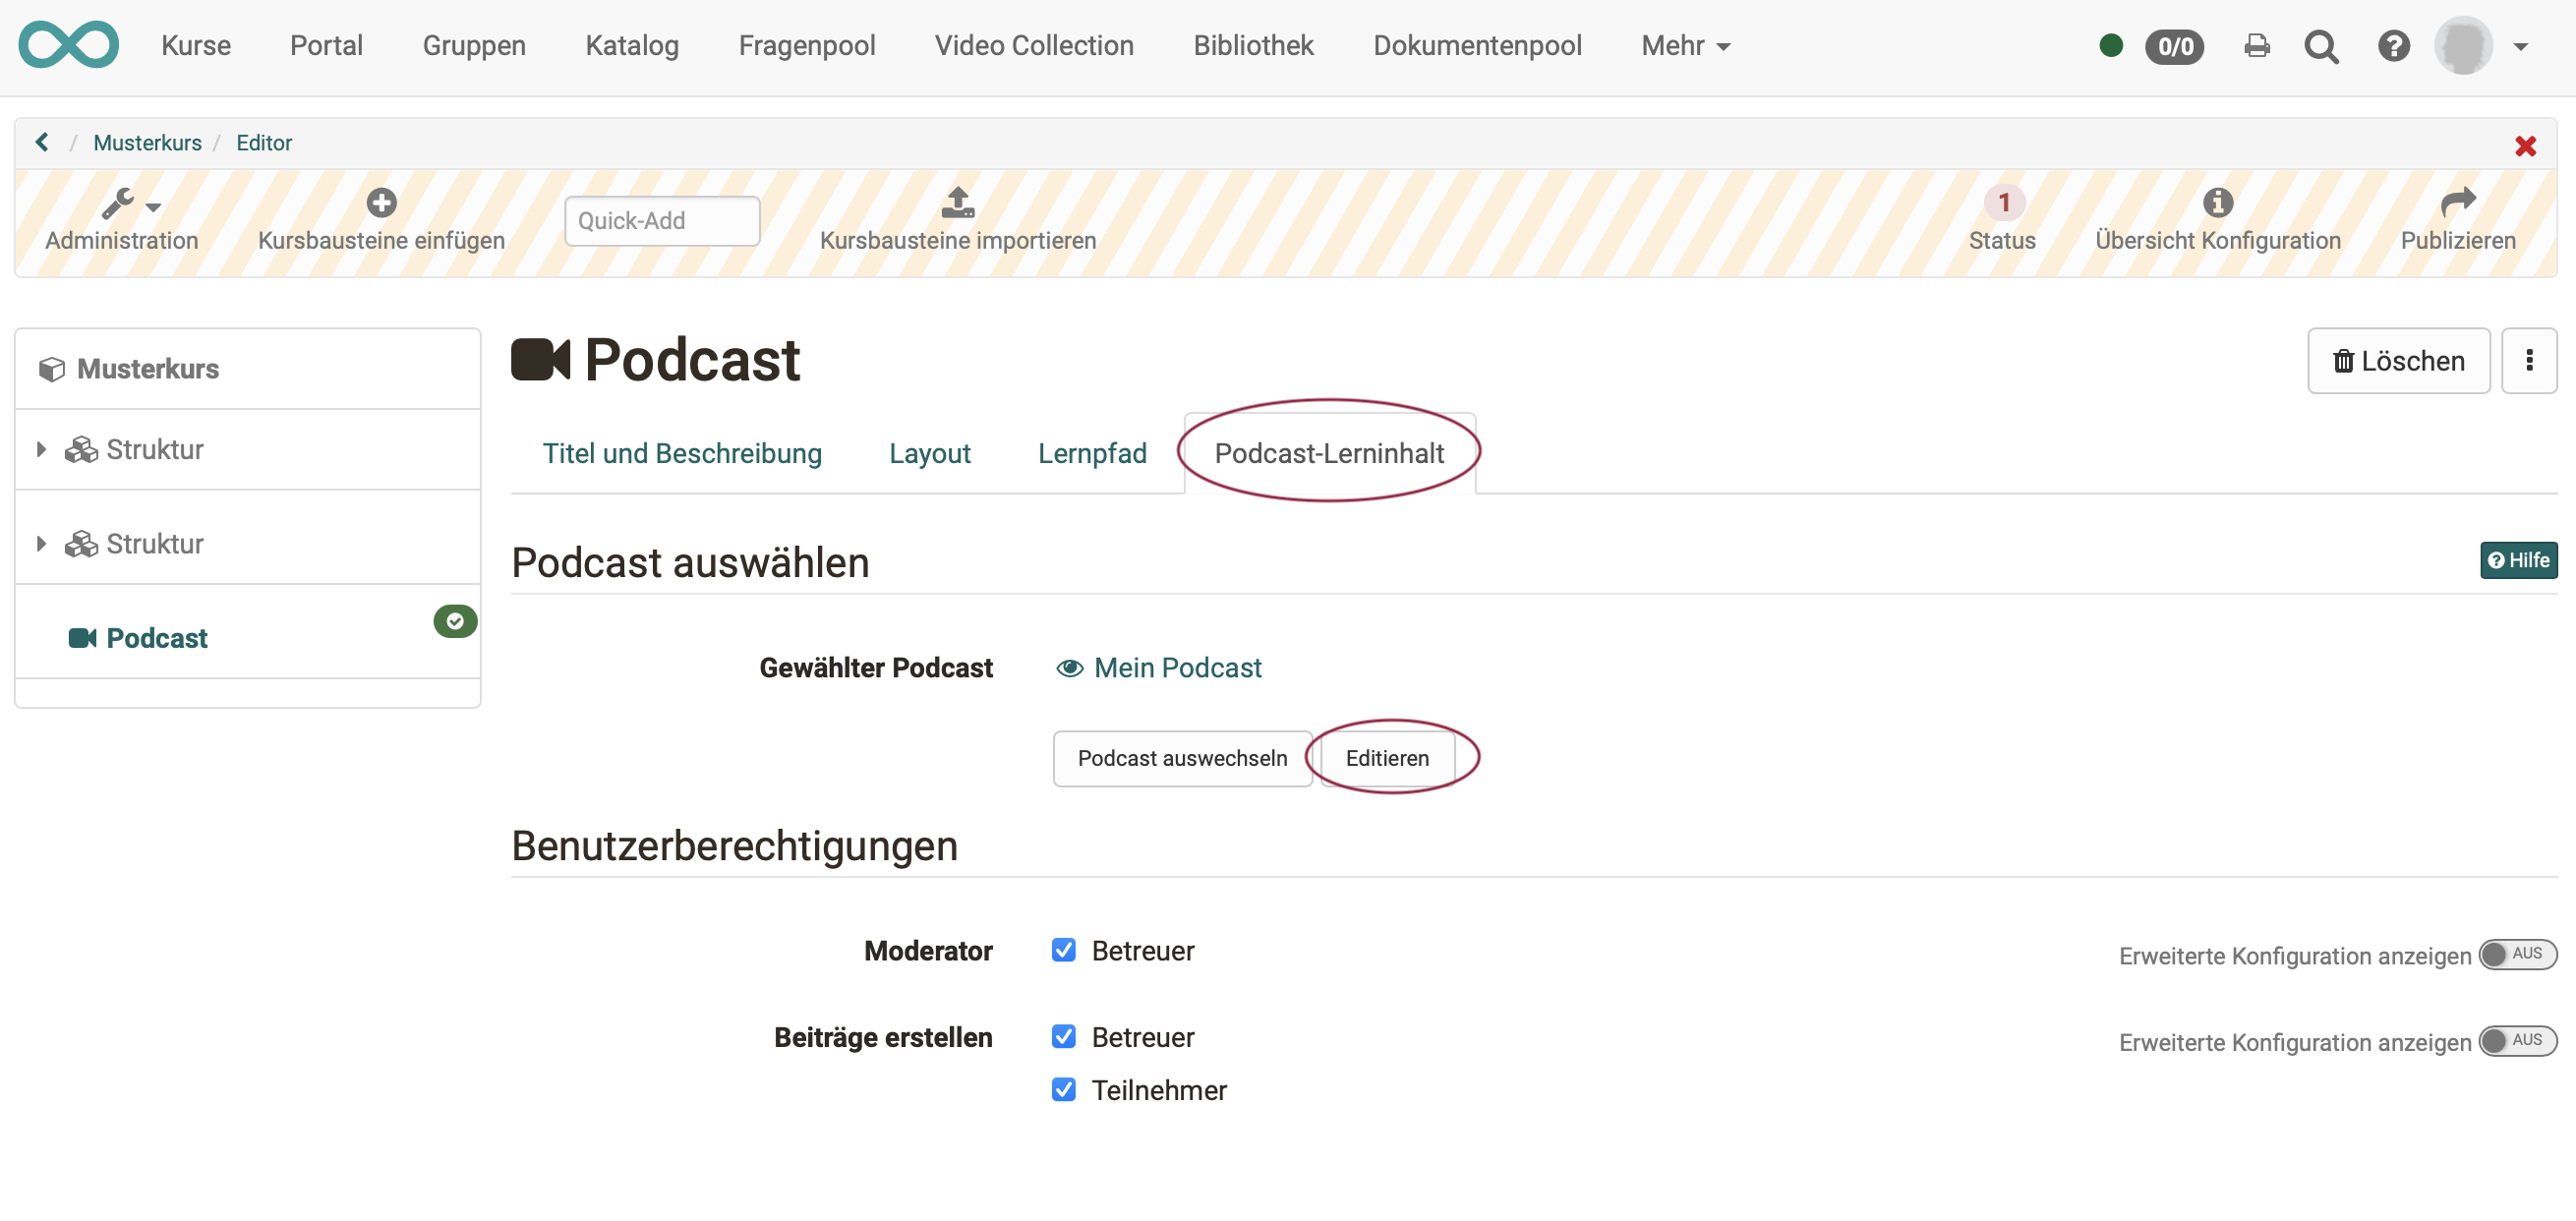 Kurse Portal Gruppen Katalog Fragenpool Video Collection Bibliothek Dokumentenpool Mehr 0/0
/ Musterkurs / Editor
Administration Kursbausteine einfügen Quick-Add Kursbausteine importieren 1 Status Übersicht Konfiguration Publizieren
Musterkurs
Struktur
Struktur
Podcast
Podcast
Löschen
Titel und Beschreibung Layout Lernpfad Podcast-Lerninhalt
Podcast auswählen
Hilfe
Gewählter Podcast Mein Podcast
Podcast auswechseln Editieren
Benutzerberechtigungen
Moderator Betreuer Erweiterte Konfiguration anzeigen AUS
Beiträge erstellen Betreuer Erweiterte Konfiguration anzeigen AUS
Teilnehmer